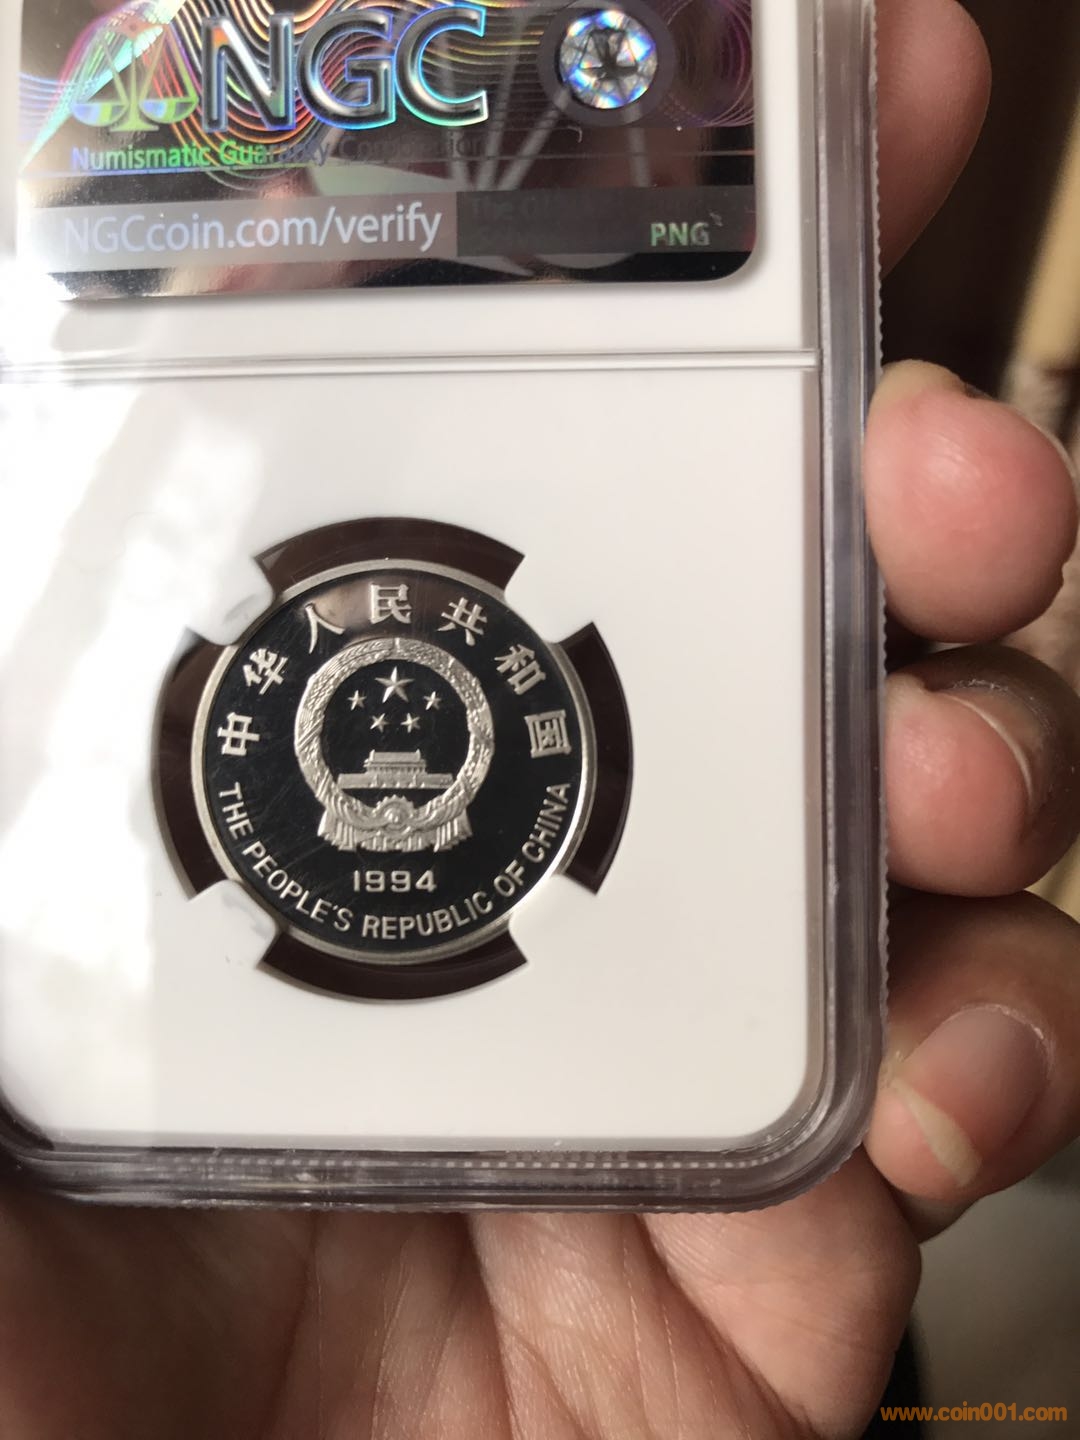 NGC
Numismatic Guaranty Corporation
NGCcoin.com/verify
PNG
中华人民共和国
1994
THE PEOPLE'S REPUBLIC OF CHINA
www.coin001.com